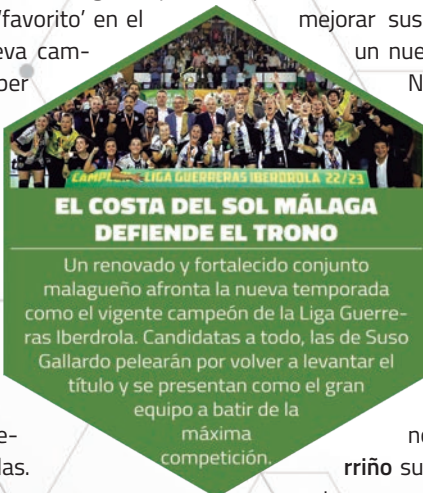 'favorito' en el
eva cam-
per
mejorar sus
un nue
N
CAMPEONAS LIGA GUERRERAS IBERDROLA 22/23
EL COSTA DEL SOL MÁLAGA
DEFIENDE EL TRONO
Un renovado y fortalecido conjunto
malagueño afronta la nueva temporada
como el vigente campeón de la Liga Guerre-
ras Iberdrola. Candidatas a todo, las de Suso
Gallardo pelearán por volver a levantar el
título y se presentan como el gran
equipo a batir de la
máxima
competición.
e-
das.
no
rriño su